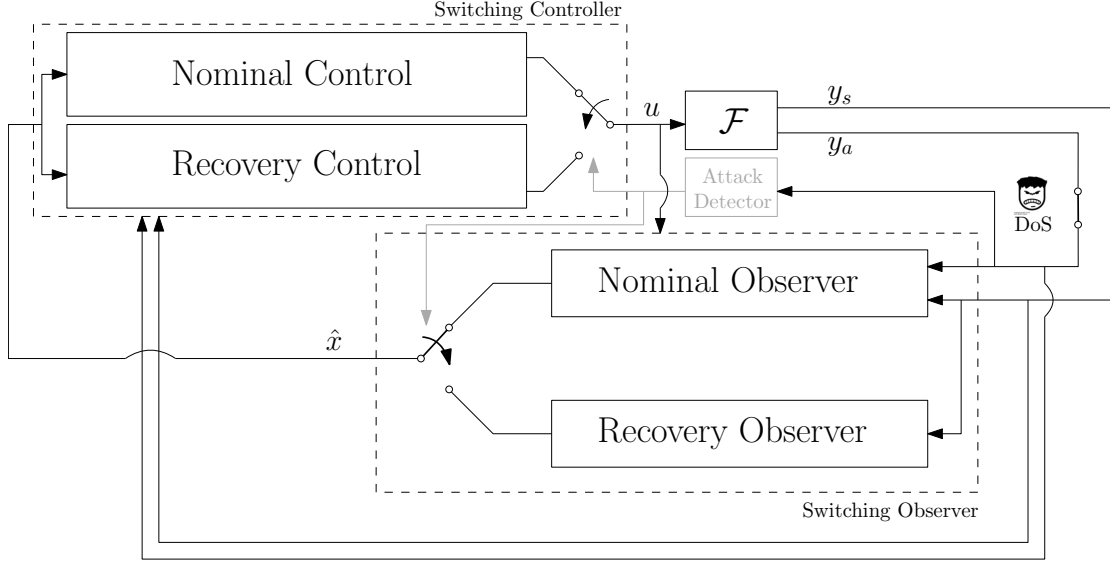 Switching Controller
Nominal Control
Recovery Control
u
ℱ
y_s
y_a
Attack
Detector
DoS
Nominal Observer
x̂
Recovery Observer
Switching Observer